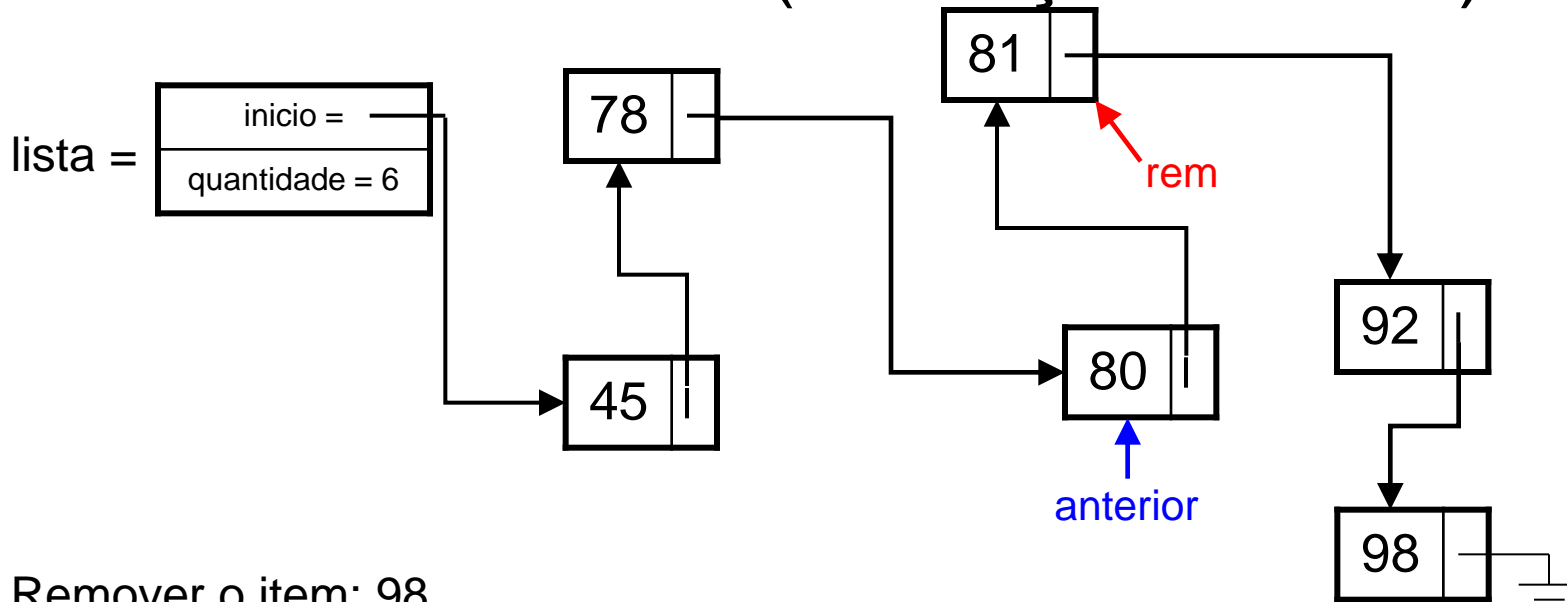 81
inicio =
78
lista =
quantidade = 6
rem
92
80
45
anterior
98
Remover o item: 98